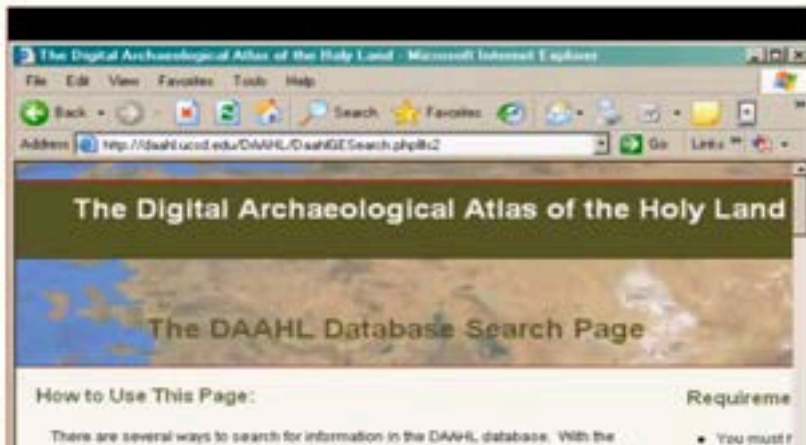 The Digital Archaeological Atlas of the Holy Land - Microsoft Internet Explorer
File Edit View Favorites Tools Help
Back Search Favorites
Address http://daahl.ucsd.edu/DAAHL/DaahlGESearch.php Go Links »
The Digital Archaeological Atlas of the Holy Land
The DAAHL Database Search Page
How to Use This Page: Requireme
There are several ways to search for information in the DAAHL database. With the • You must